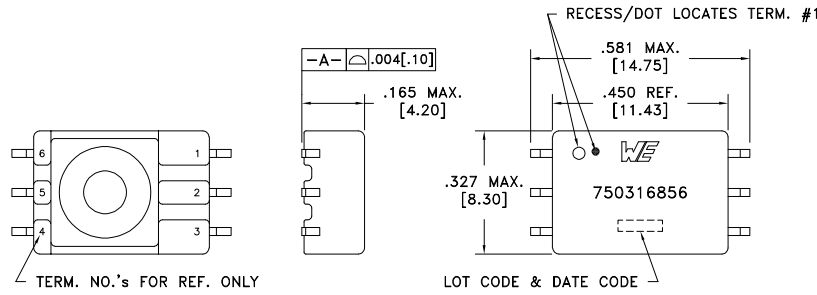 RECESS/DOT LOCATES TERM. #1
-A- ⌓ .004[.10]
.581 MAX.
[14.75]
.165 MAX.
[4.20]
.450 REF.
[11.43]
6 1
5 2
4 3
.327 MAX.
[8.30]
WE
750316856
TERM. NO.'s FOR REF. ONLY
LOT CODE & DATE CODE